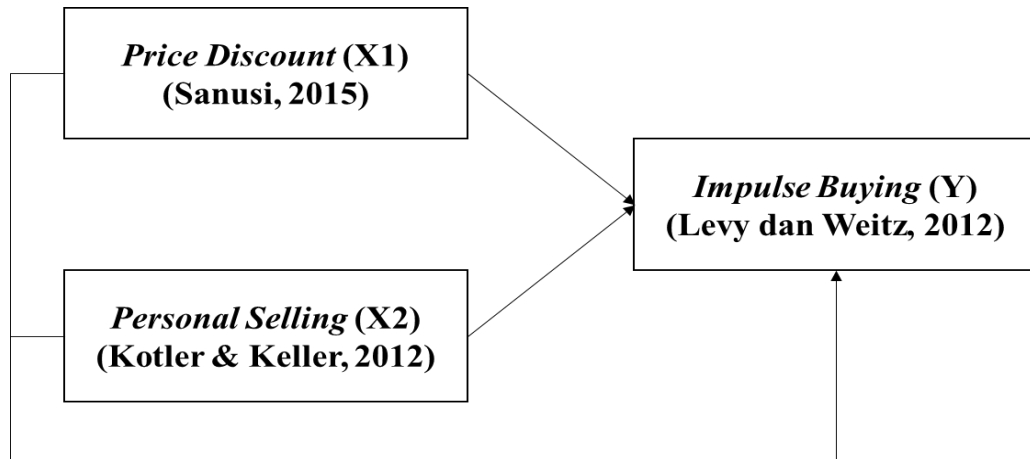 Price Discount (X1)
(Sanusi, 2015)
Impulse Buying (Y)
(Levy dan Weitz, 2012)
Personal Selling (X2)
(Kotler & Keller, 2012)